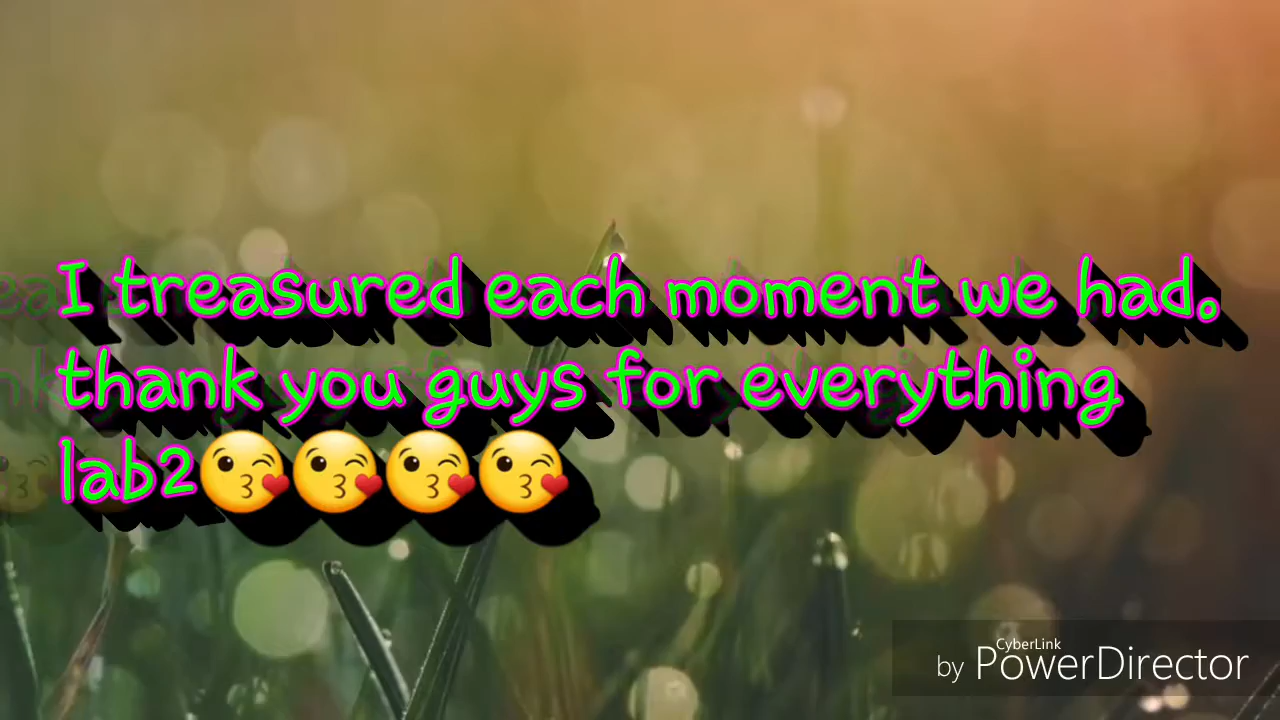 I treasured each moment we had.
thank you guys for everything
lab2😘😘😘😘
CyberLink
by PowerDirector